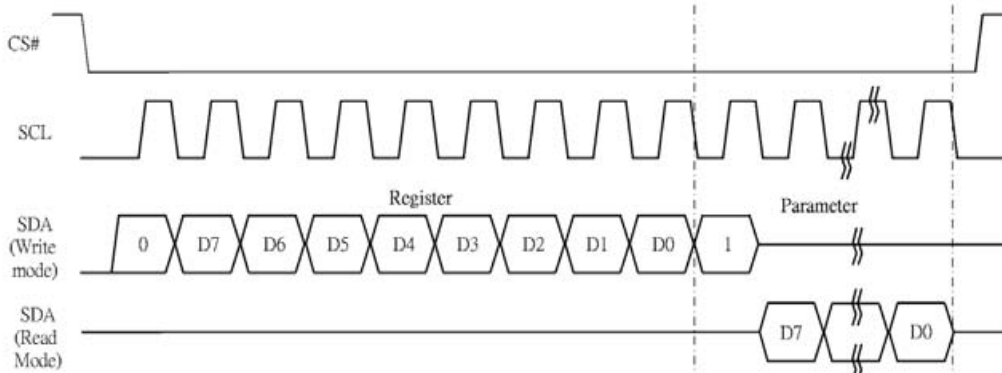 CS#
SCL
Register
Parameter
SDA
(Write
mode)
0 D7 D6 D5 D4 D3 D2 D1 D0 1
SDA
(Read
Mode)
D7 D0